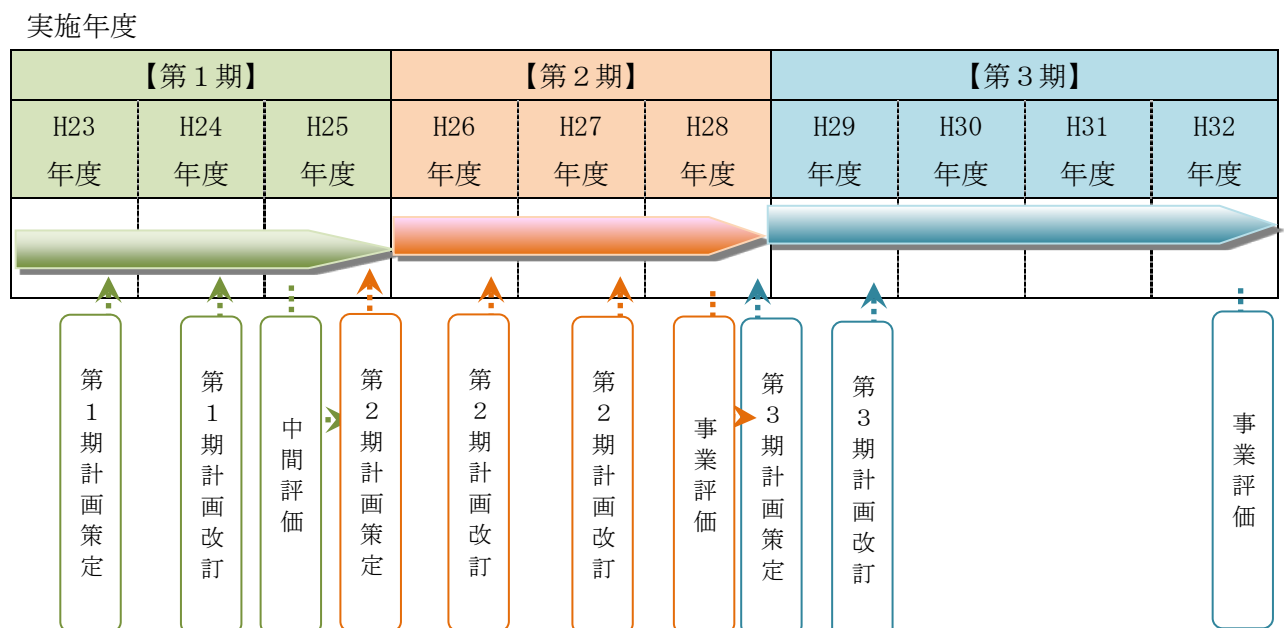 実施年度
【第１期】 【第２期】 【第３期】
H23 H24 H25 H26 H27 H28 H29 H30 H31 H32
年度 年度 年度 年度 年度 年度 年度 年度 年度 年度
第１期計画策定
第１期計画改訂
中間評価
第２期計画策定
第２期計画改訂
第２期計画改訂
事業評価
第３期計画策定
第３期計画改訂
事業評価